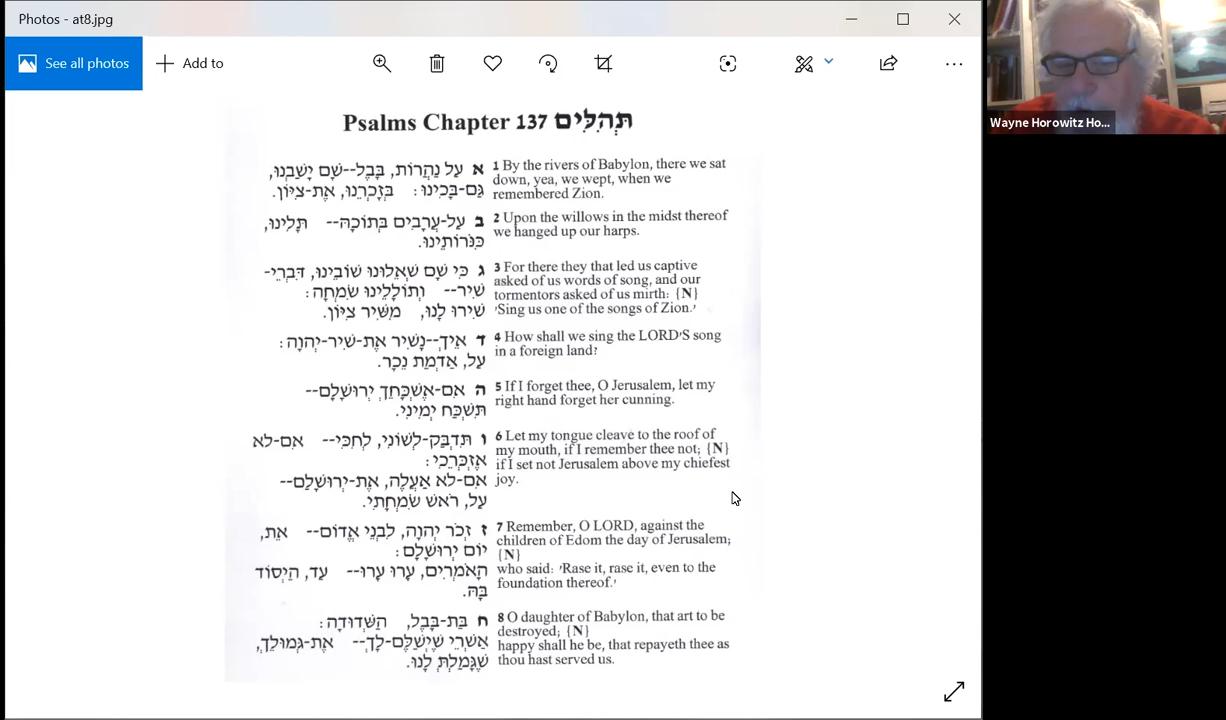 Photos - at8.jpg
See all photos
Add to
Wayne Horowitz Ho...
Psalms Chapter 137 תְּהִלִּים
א עַל נַהֲרוֹת, בָּבֶל--שָׁם יָשַׁבְנוּ,
גַּם-בָּכִינוּ: בְּזָכְרֵנוּ, אֶת-צִיּוֹן.
1 By the rivers of Babylon, there we sat
down, yea, we wept, when we
remembered Zion.
ב עַל-עֲרָבִים בְּתוֹכָהּ-- תָּלִינוּ,
כִּנֹּרוֹתֵינוּ.
2 Upon the willows in the midst thereof
we hanged up our harps.
ג כִּי שָׁם שְׁאֵלוּנוּ שׁוֹבֵינוּ, דִּבְרֵי-
שִׁיר-- וְתוֹלָלֵינוּ שִׂמְחָה:
שִׁירוּ לָנוּ, מִשִּׁיר צִיּוֹן.
3 For there they that led us captive
asked of us words of song, and our
tormentors asked of us mirth: {N}
'Sing us one of the songs of Zion.'
ד אֵיךְ--נָשִׁיר אֶת-שִׁיר-יְהוָה:
עַל, אַדְמַת נֵכָר.
4 How shall we sing the LORD'S song
in a foreign land?
ה אִם-אֶשְׁכָּחֵךְ יְרוּשָׁלִָם--
תִּשְׁכַּח יְמִינִי.
5 If I forget thee, O Jerusalem, let my
right hand forget her cunning.
ו תִּדְבַּק-לְשׁוֹנִי, לְחִכִּי-- אִם-לֹא
אֶזְכְּרֵכִי:
אִם-לֹא אַעֲלֶה, אֶת-יְרוּשָׁלִַם--
עַל, רֹאשׁ שִׂמְחָתִי.
6 Let my tongue cleave to the roof of
my mouth, if I remember thee not; {N}
if I set not Jerusalem above my chiefest
joy.
ז זְכֹר יְהוָה, לִבְנֵי אֱדוֹם-- אֵת,
יוֹם יְרוּשָׁלִָם:
הָאֹמְרִים, עָרוּ עָרוּ-- עַד, הַיְסוֹד
בָּהּ.
7 Remember, O LORD, against the
children of Edom the day of Jerusalem;
{N}
who said: 'Rase it, rase it, even to the
foundation thereof.'
ח בַּת-בָּבֶל, הַשְּׁדוּדָה:
אַשְׁרֵי שֶׁיְשַׁלֶּם-לָךְ-- אֶת-גְּמוּלֵךְ,
שֶׁגָּמַלְתְּ לָנוּ.
8 O daughter of Babylon, that art to be
destroyed; {N}
happy shall he be, that repayeth thee as
thou hast served us.